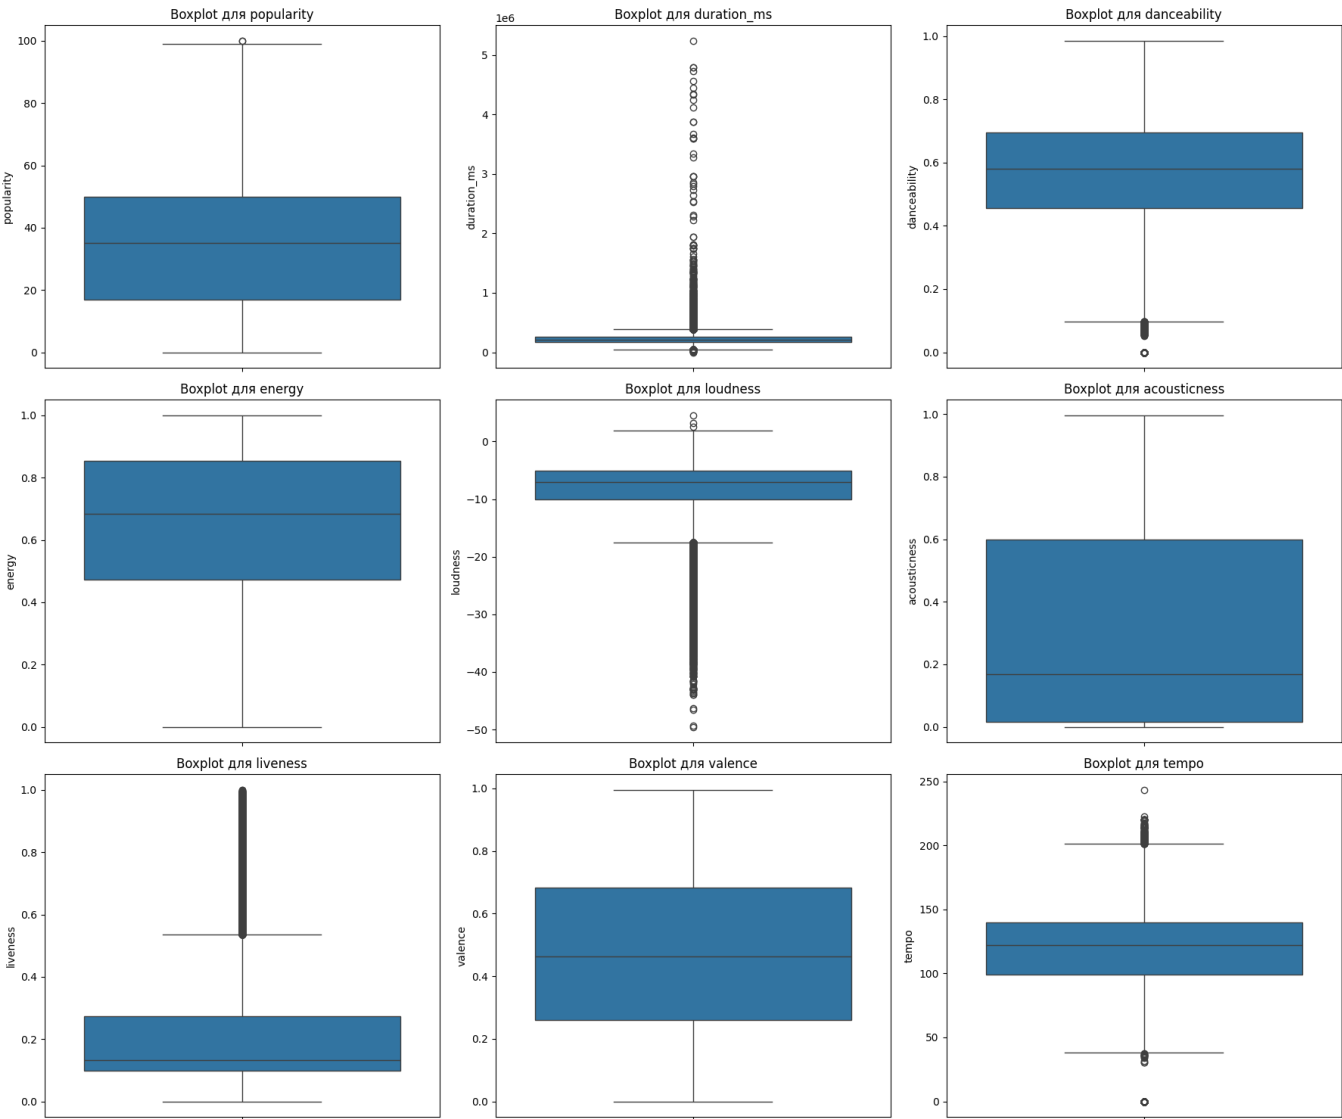 Boxplot для popularity
popularity
100
80
60
40
20
0
Boxplot для duration_ms
1e6
duration_ms
5
4
3
2
1
0
Boxplot для danceability
danceability
1.0
0.8
0.6
0.4
0.2
0.0
Boxplot для energy
energy
1.0
0.8
0.6
0.4
0.2
0.0
Boxplot для loudness
loudness
0
−10
−20
−30
−40
−50
Boxplot для acousticness
acousticness
1.0
0.8
0.6
0.4
0.2
0.0
Boxplot для liveness
liveness
1.0
0.8
0.6
0.4
0.2
0.0
Boxplot для valence
valence
1.0
0.8
0.6
0.4
0.2
0.0
Boxplot для tempo
tempo
250
200
150
100
50
0